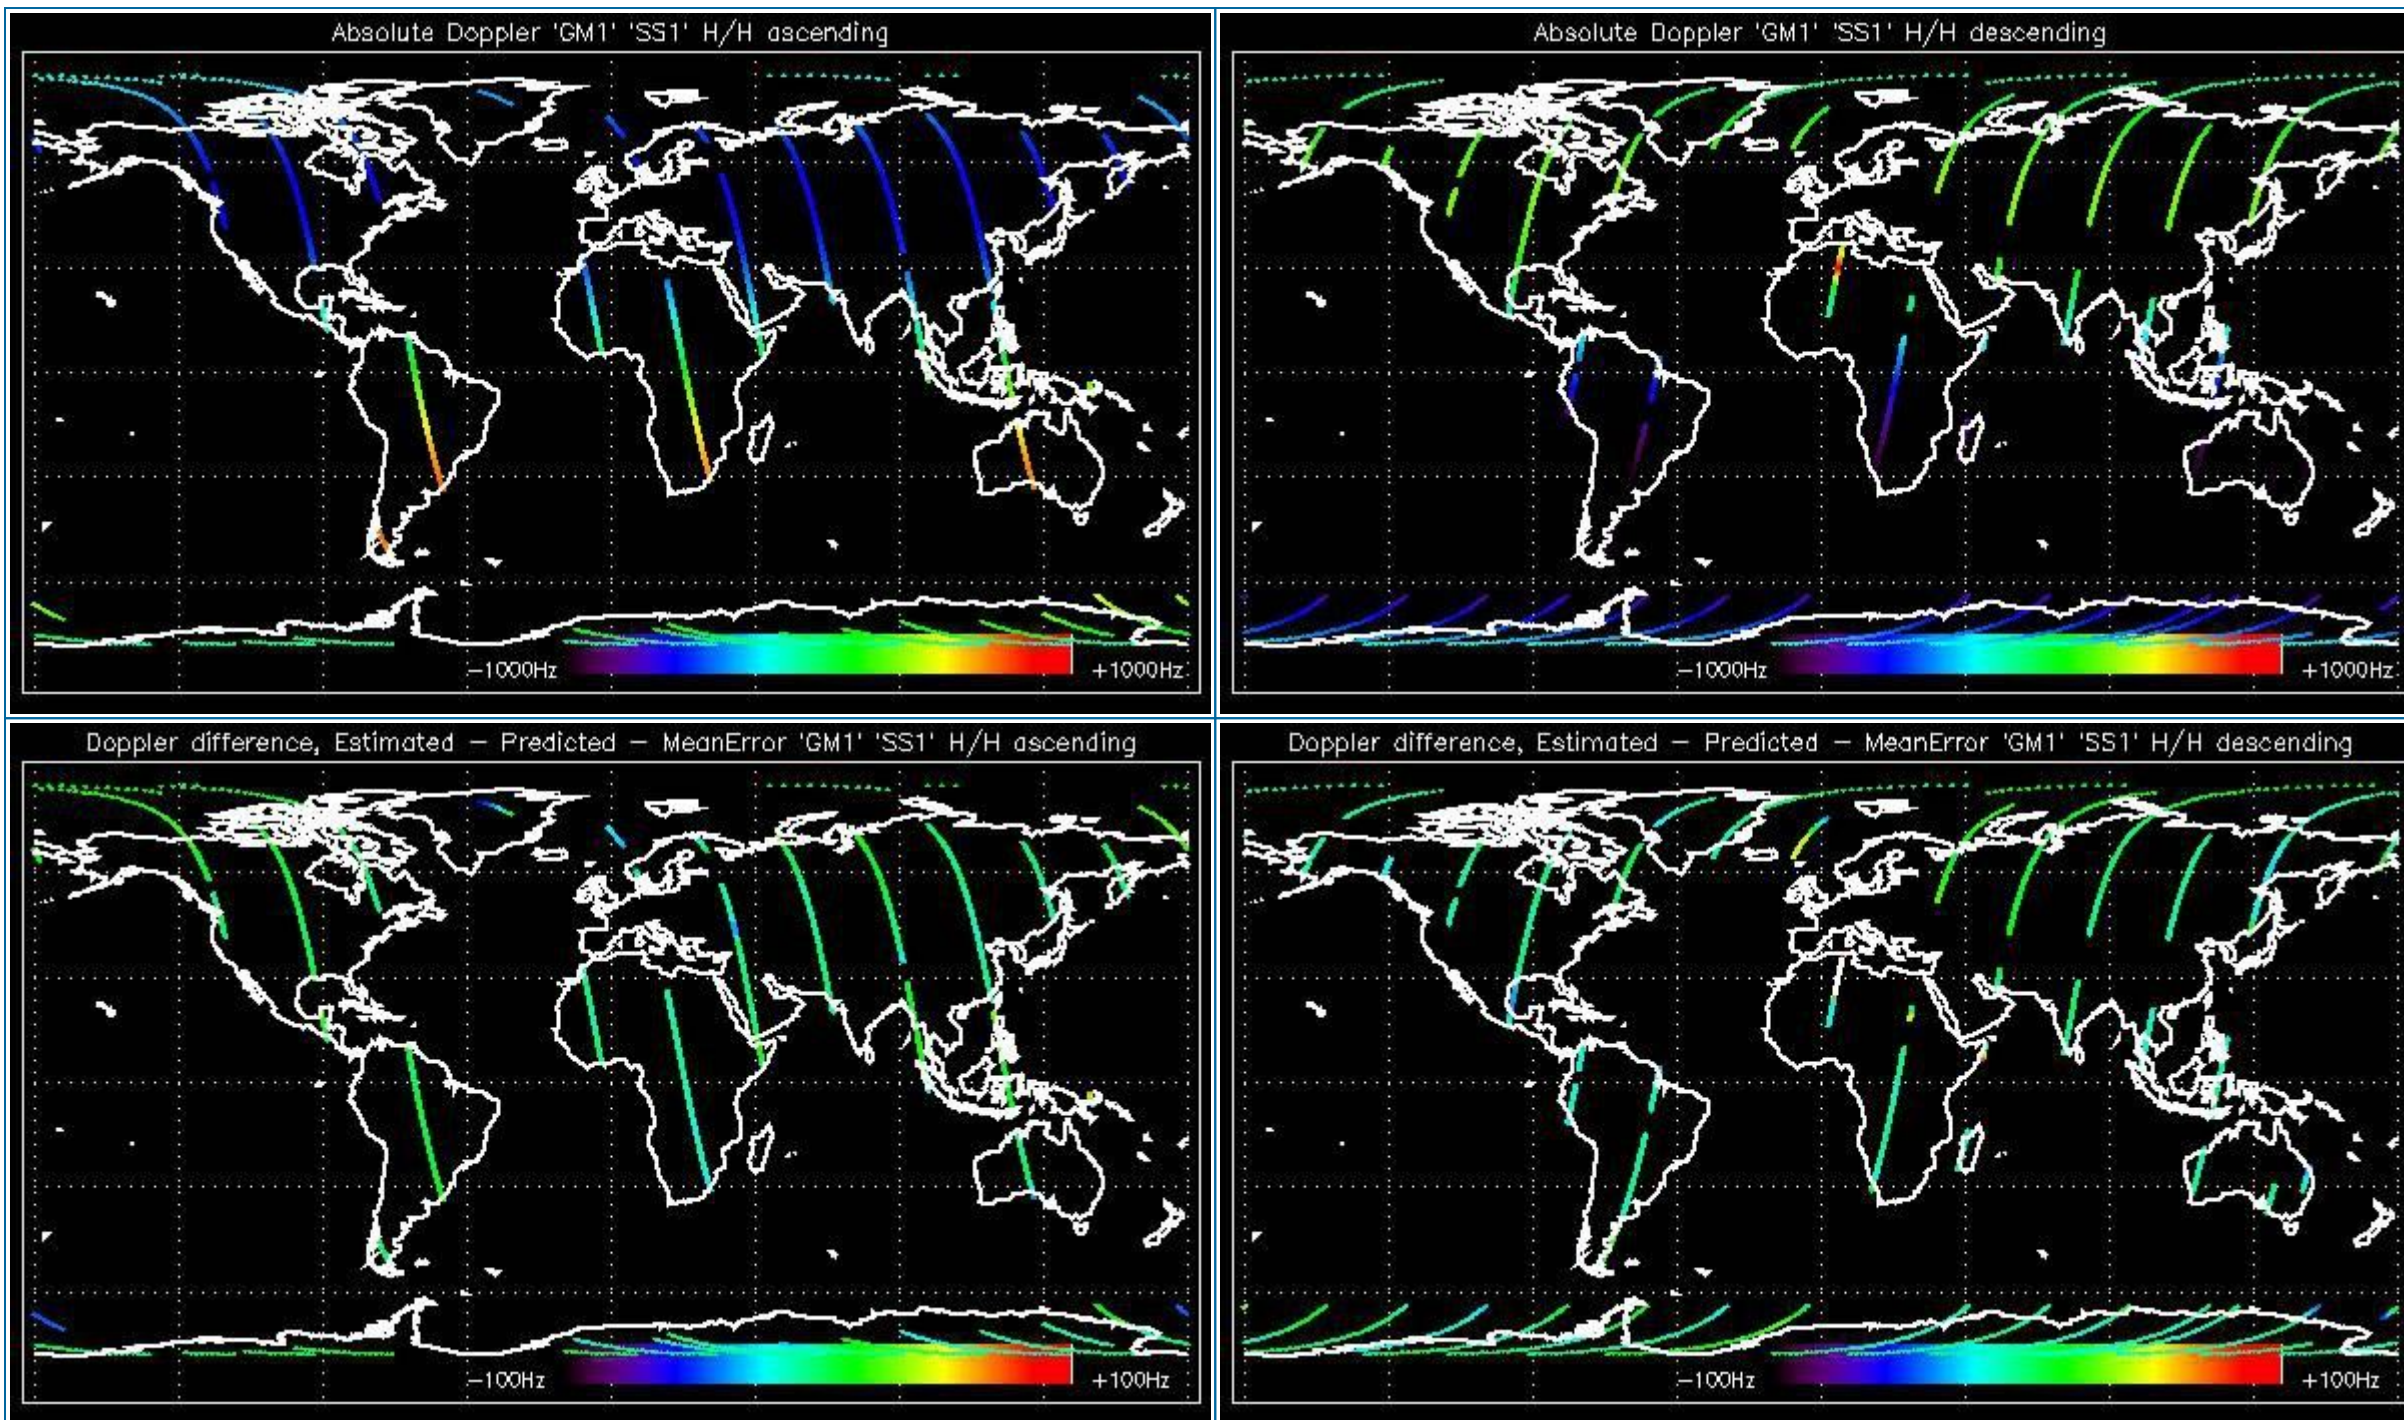 Absolute Doppler 'GM1' 'SS1' H/H ascending
−1000Hz
+1000Hz
Absolute Doppler 'GM1' 'SS1' H/H descending
−1000Hz
+1000Hz
Doppler difference, Estimated − Predicted − MeanError 'GM1' 'SS1' H/H ascending
−100Hz
+100Hz
Doppler difference, Estimated − Predicted − MeanError 'GM1' 'SS1' H/H descending
−100Hz
+100Hz